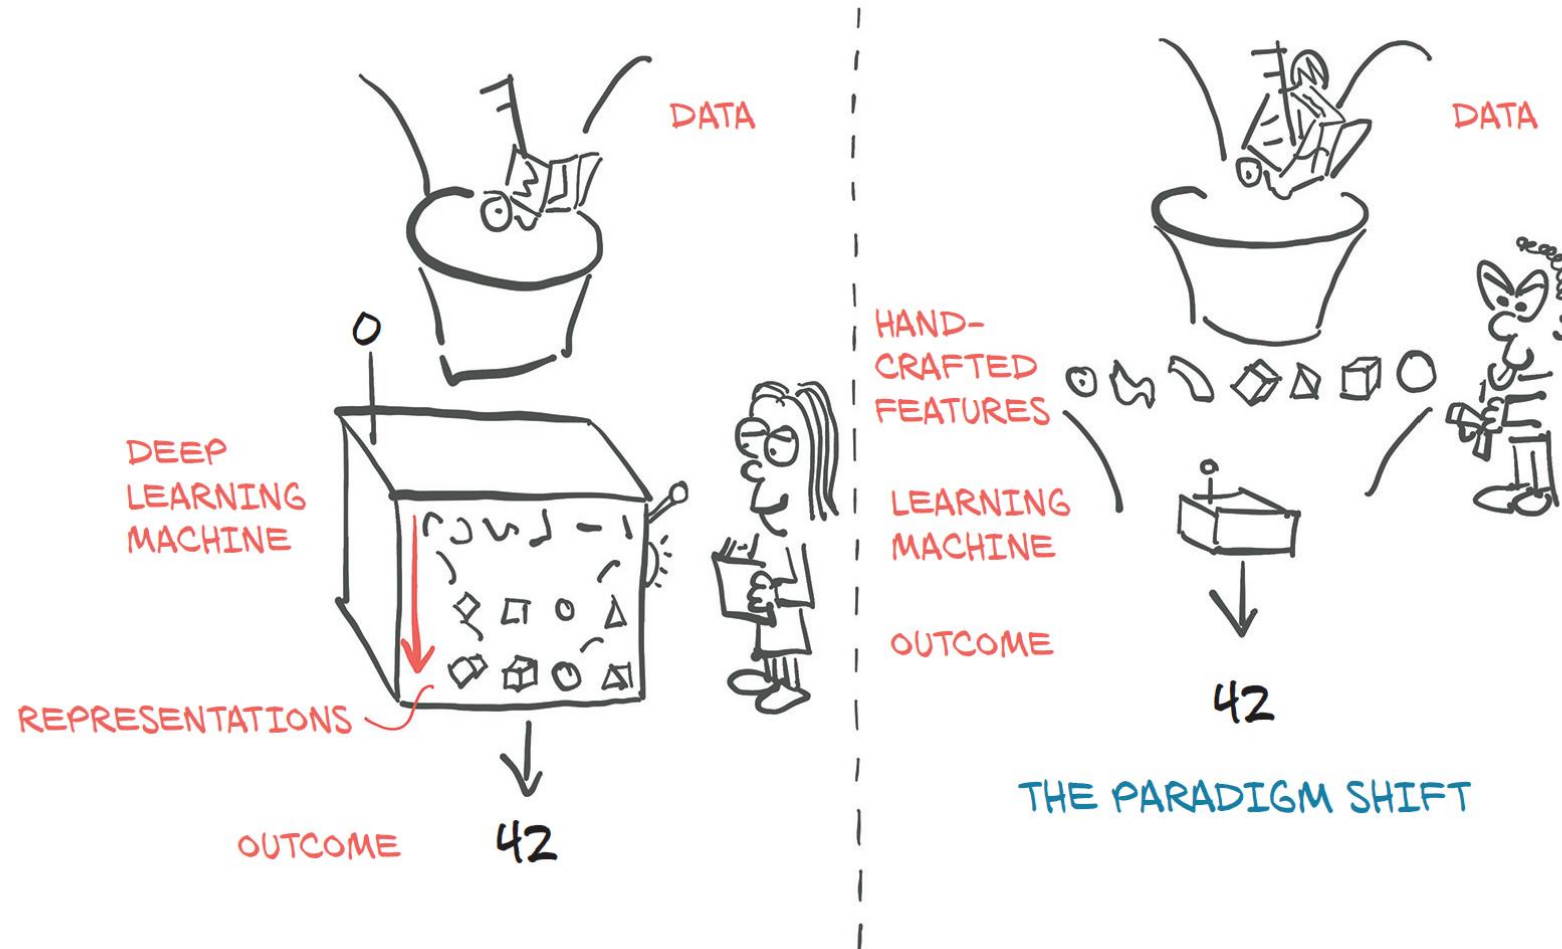 DATA
DEEP
LEARNING
MACHINE
REPRESENTATIONS
OUTCOME
42
DATA
HAND-
CRAFTED
FEATURES
LEARNING
MACHINE
OUTCOME
42
THE PARADIGM SHIFT